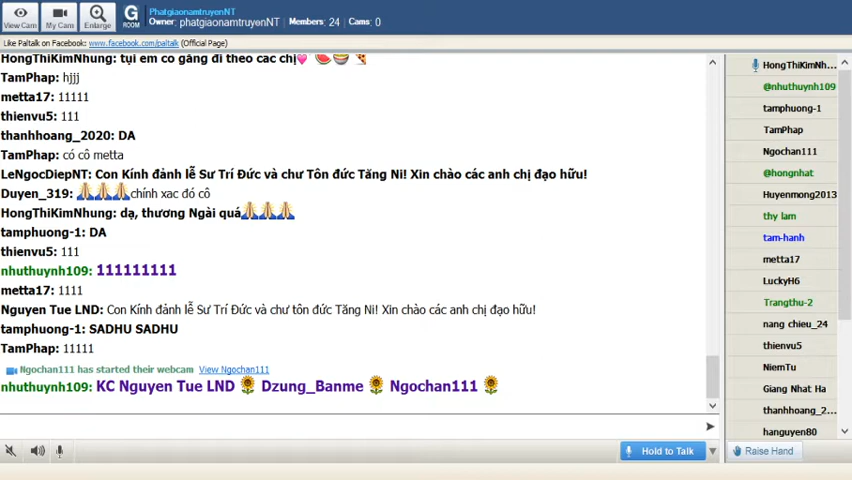 View Cam
My Cam
Enlarge
G
ROOM
PhatgiaonamtruyenNT
Owner: phatgiaonamtruyenNT Members: 24 Cams: 0
Like Paltalk on Facebook: www.facebook.com/paltalk (Official Page)
HongThiKimNhung: tụi em cố gắng đi theo các chị
TamPhap: hjjj
metta17: 11111
thienvu5: 111
thanhhoang_2020: DA
TamPhap: có cô metta
LeNgocDiepNT: Con Kính đảnh lễ Sư Trí Đức và chư Tôn đức Tăng Ni! Xin chào các anh chị đạo hữu!
Duyen_319: chính xac đó cô
HongThiKimNhung: dạ, thương Ngài quá
tamphuong-1: DA
thienvu5: 111
nhuthuynh109: 111111111
metta17: 1111
Nguyen Tue LND: Con Kính đảnh lễ Sư Trí Đức và chư tôn đức Tăng Ni! Xin chào các anh chị đạo hữu!
tamphuong-1: SADHU SADHU
TamPhap: 11111
Ngochan111 has started their webcam View Ngochan111
nhuthuynh109: KC Nguyen Tue LND Dzung_Banme Ngochan111
Hold to Talk
HongThiKimNh...
@nhuthuynh109
tamphuong-1
TamPhap
Ngochan111
@hongnhat
Huyenmong2013
thy lam
tam-hanh
metta17
LuckyH6
Trangthu-2
nang chieu_24
thienvu5
NiemTu
Giang Nhat Ha
thanhhoang_2...
hanguyen80
Raise Hand